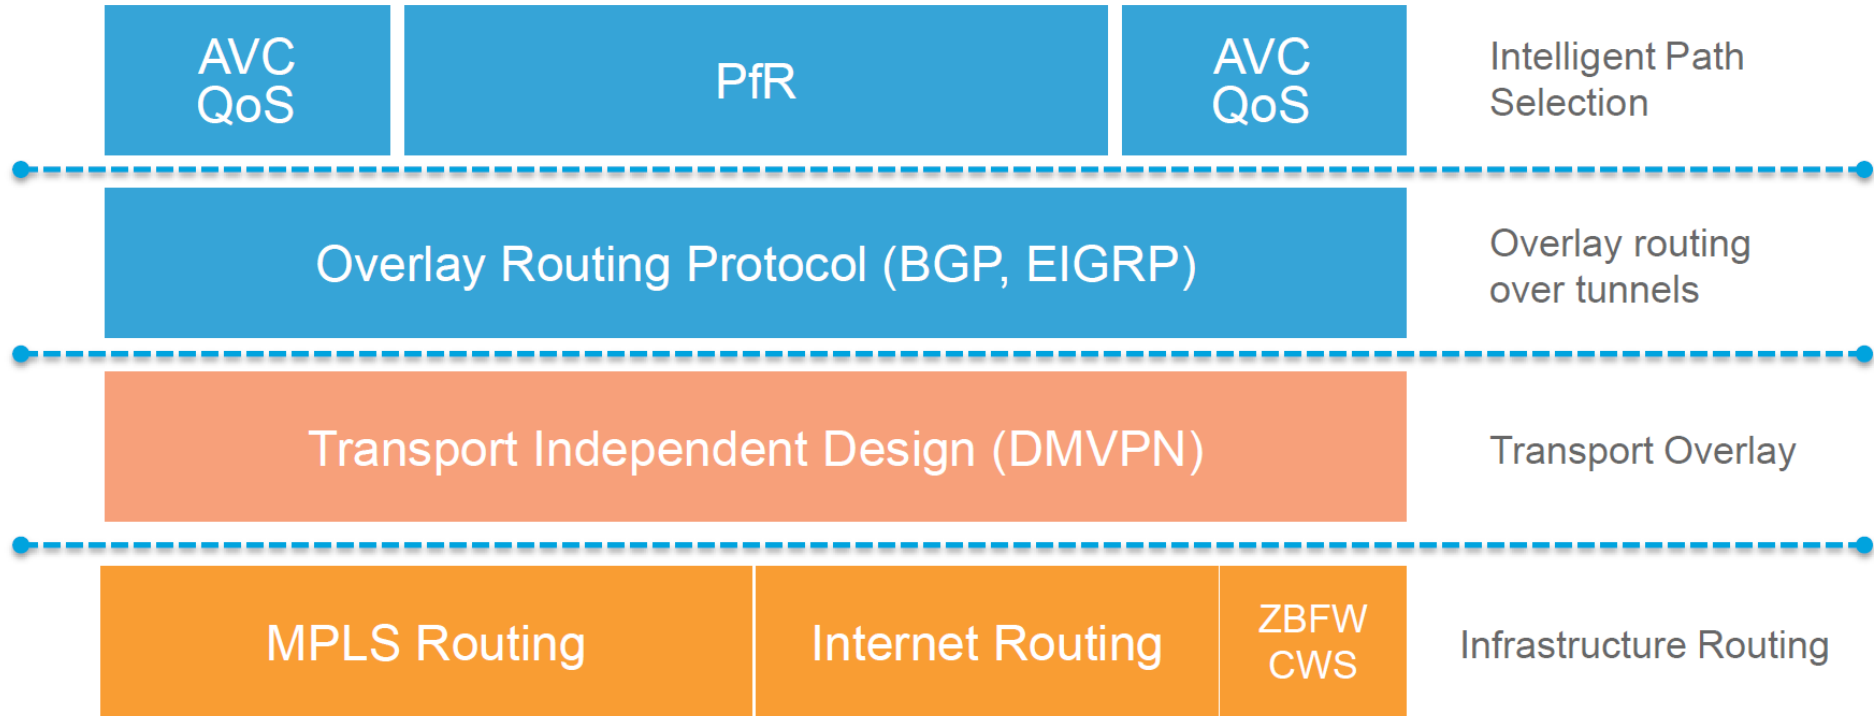 AVC
QoS
PfR
AVC
QoS
Intelligent Path
Selection
Overlay Routing Protocol (BGP, EIGRP)
Overlay routing
over tunnels
Transport Independent Design (DMVPN)
Transport Overlay
MPLS Routing
Internet Routing
ZBFW
CWS
Infrastructure Routing